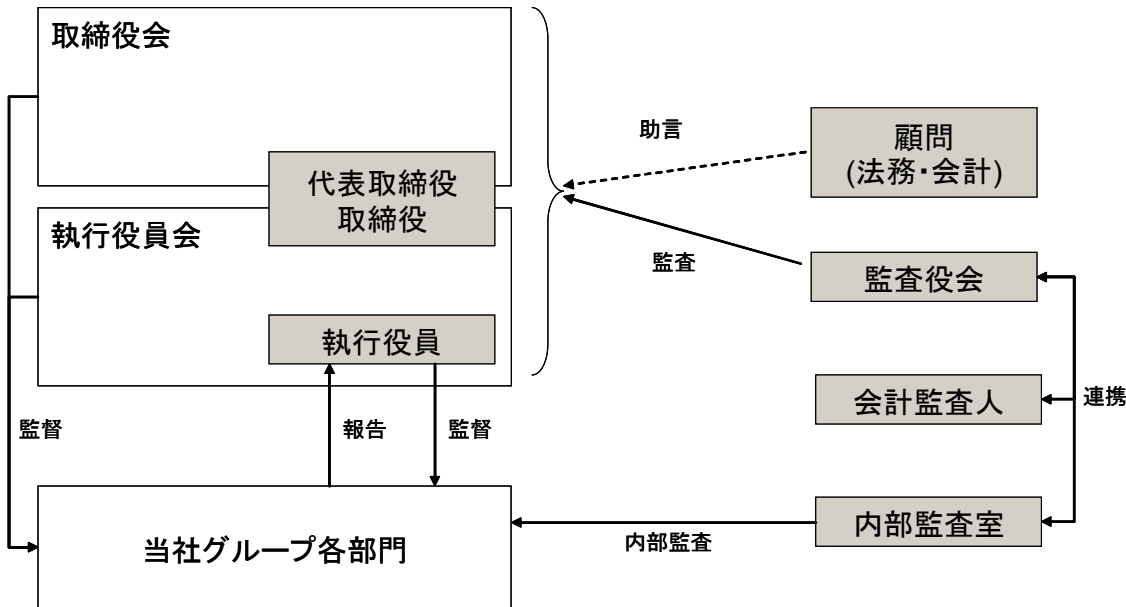 取締役会
代表取締役
取締役
執行役員会
執行役員
監督
報告
監督
当社グループ各部門
助言
顧問
(法務・会計)
監査
監査役会
会計監査人
連携
内部監査室
内部監査